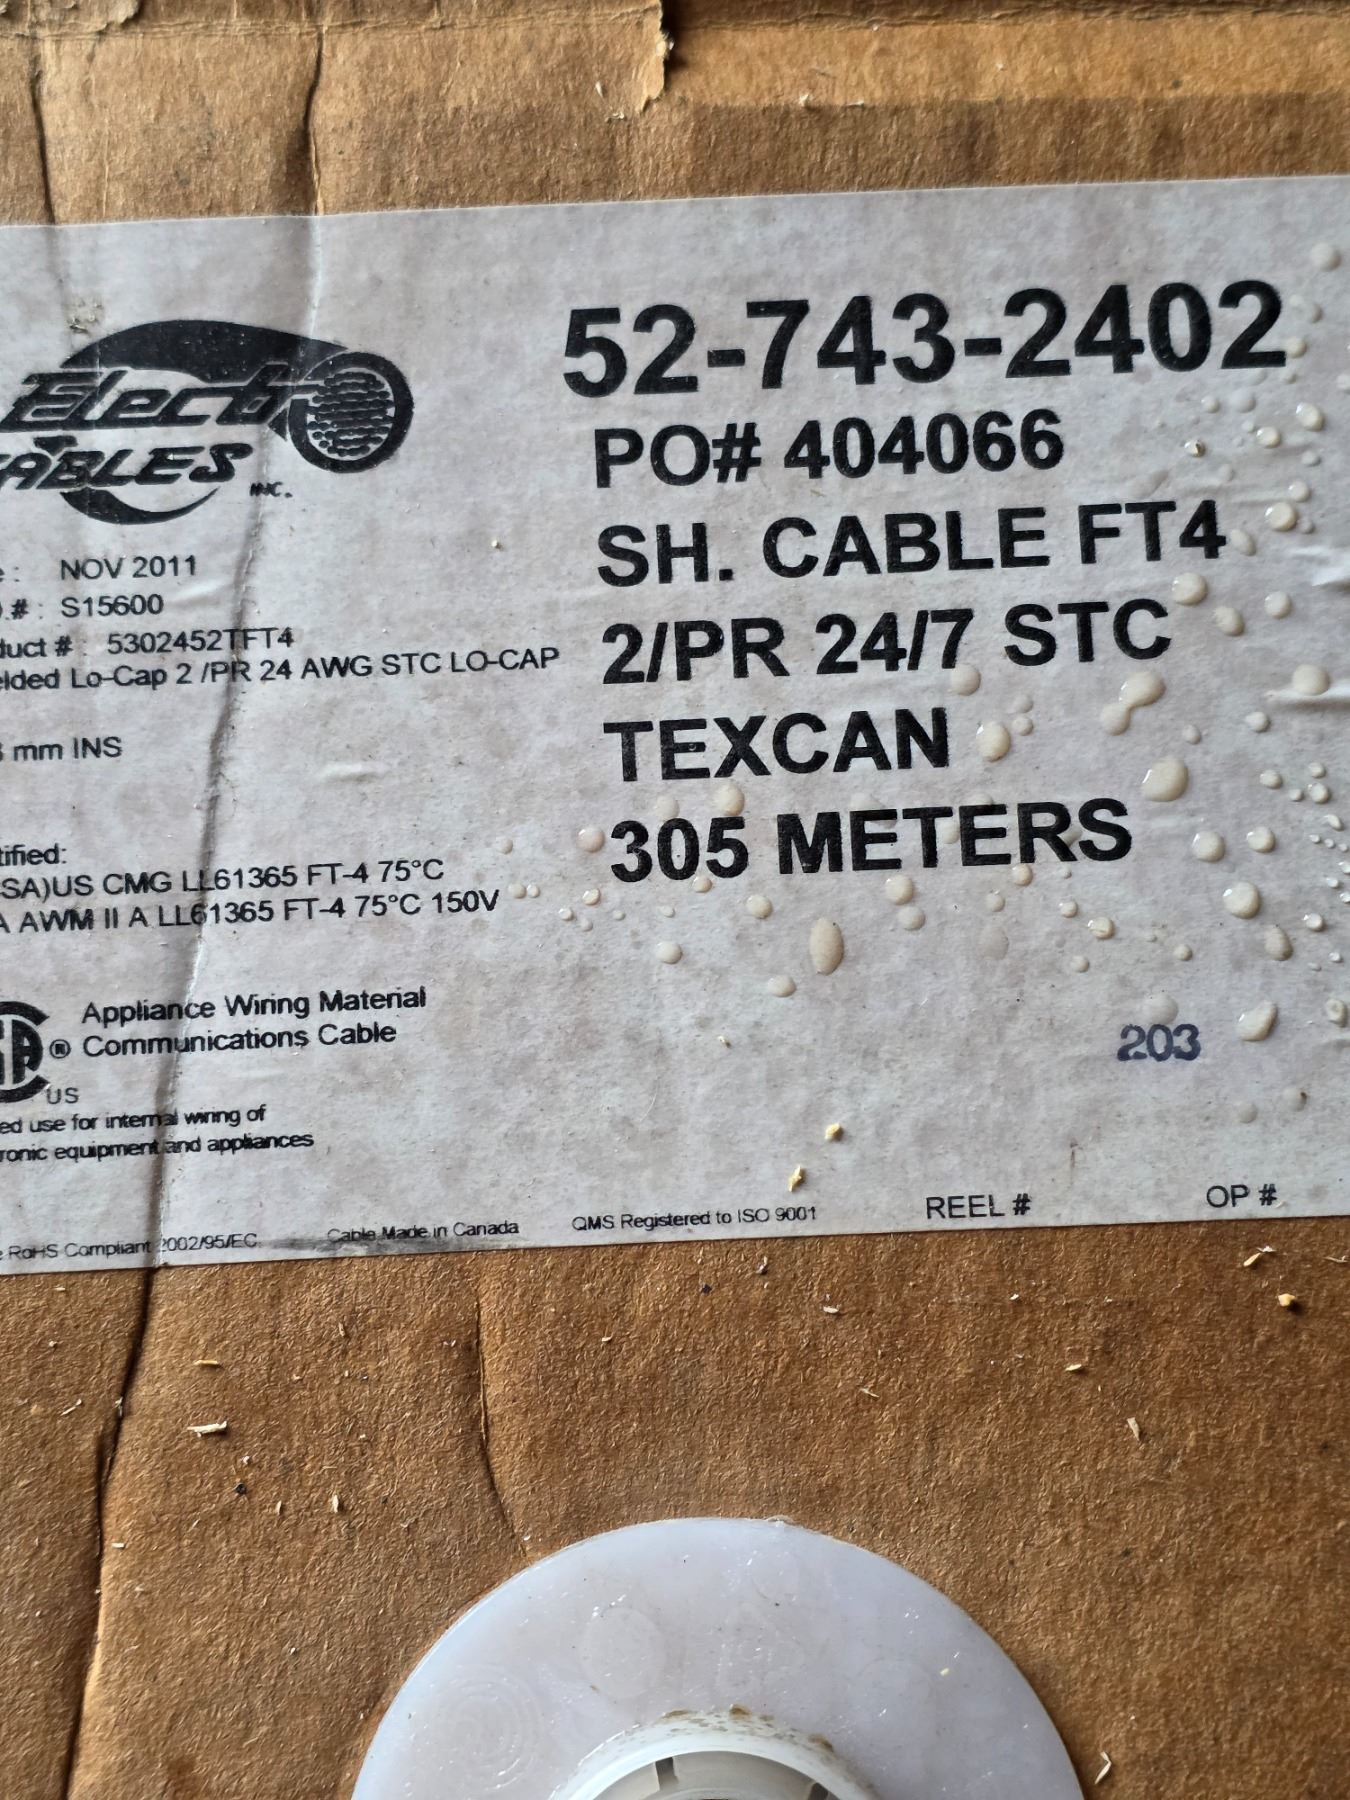 Electro
CABLES
INC.
52-743-2402
PO# 404066
SH. CABLE FT4
2/PR 24/7 STC
TEXCAN
305 METERS
203
REEL #
OP #
: NOV 2011
.# : S15600
duct # : 5302452TFT4
elded Lo-Cap 2 /PR 24 AWG STC LO-CAP
mm INS
tified:
SA)US CMG LL61365 FT-4 75°C
A AWM II A LL61365 FT-4 75°C 150V
SA ® Appliance Wiring Material
Communications Cable
US
ed use for internal wiring of
ronic equipment and appliances
RoHS Compliant 2002/95/EC
Cable Made in Canada
QMS Registered to ISO 9001